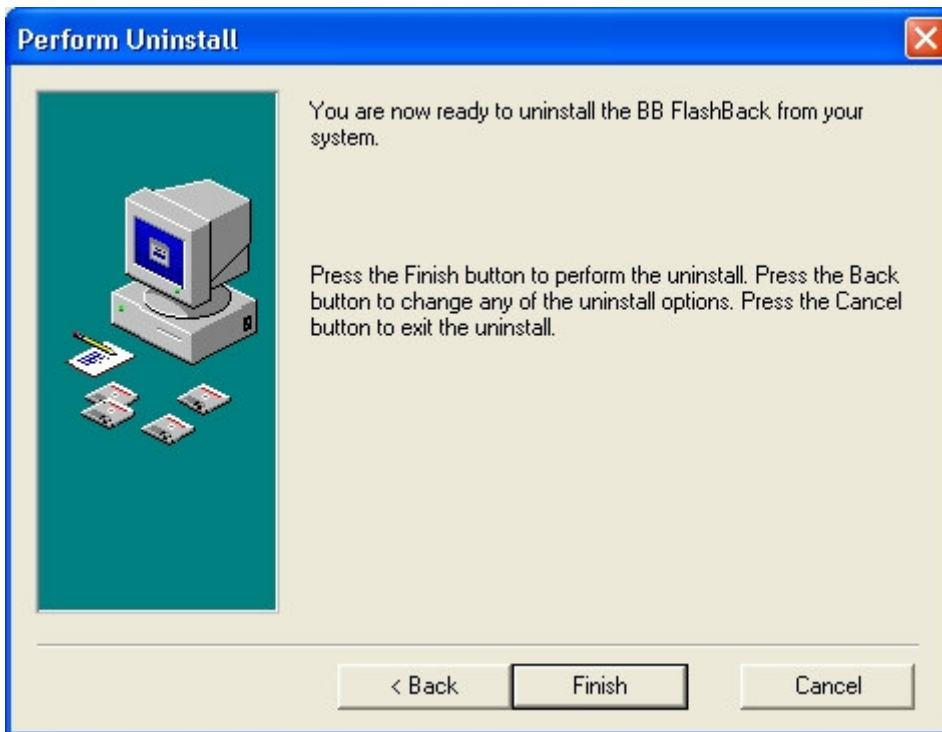 Perform Uninstall
You are now ready to uninstall the BB FlashBack from your
system.
Press the Finish button to perform the uninstall. Press the Back
button to change any of the uninstall options. Press the Cancel
button to exit the uninstall.
< Back
Finish
Cancel